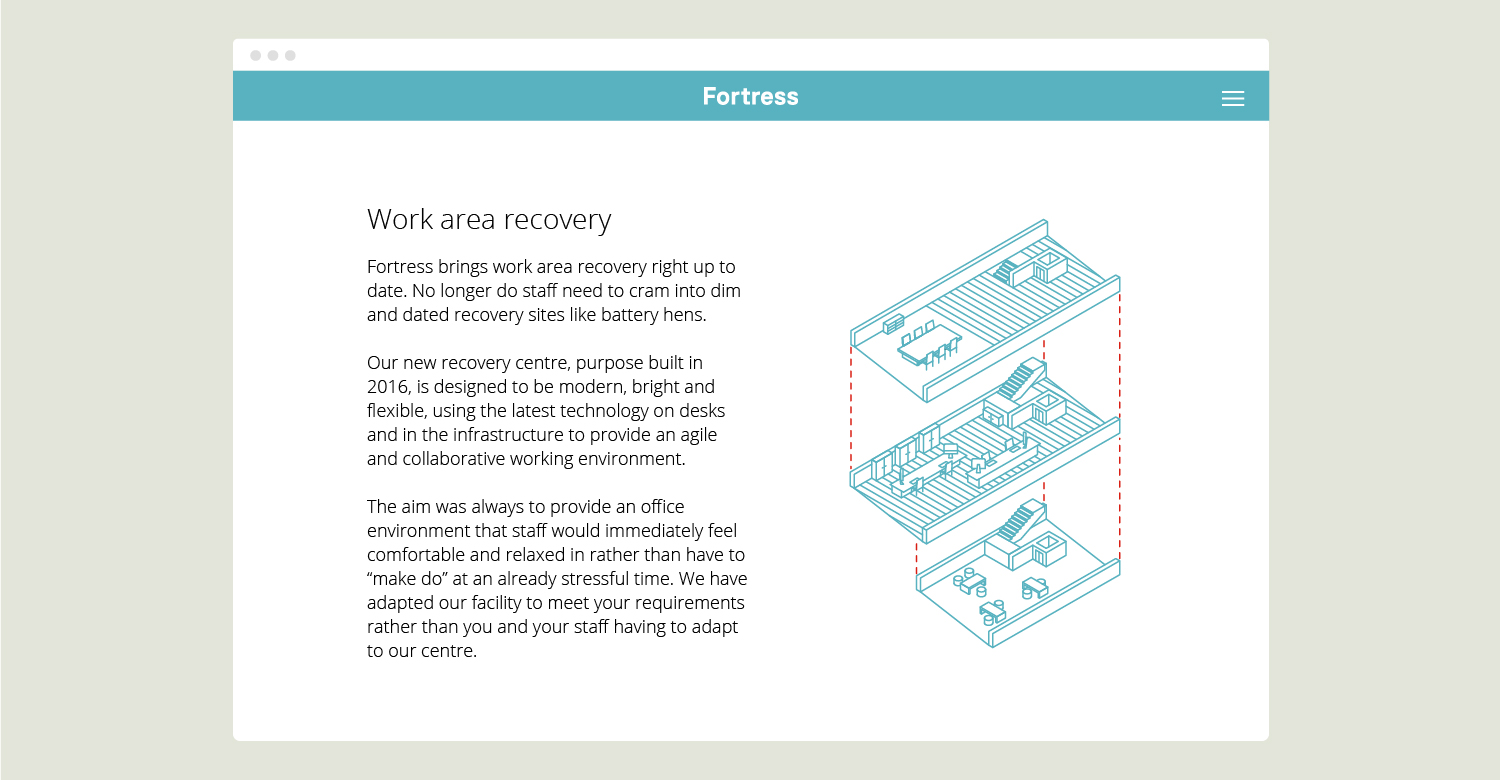 Fortress
Work area recovery
Fortress brings work area recovery right up to
date. No longer do staff need to cram into dim
and dated recovery sites like battery hens.
Our new recovery centre, purpose built in
2016, is designed to be modern, bright and
flexible, using the latest technology on desks
and in the infrastructure to provide an agile
and collaborative working environment.
The aim was always to provide an office
environment that staff would immediately feel
comfortable and relaxed in rather than have to
“make do” at an already stressful time. We have
adapted our facility to meet your requirements
rather than you and your staff having to adapt
to our centre.